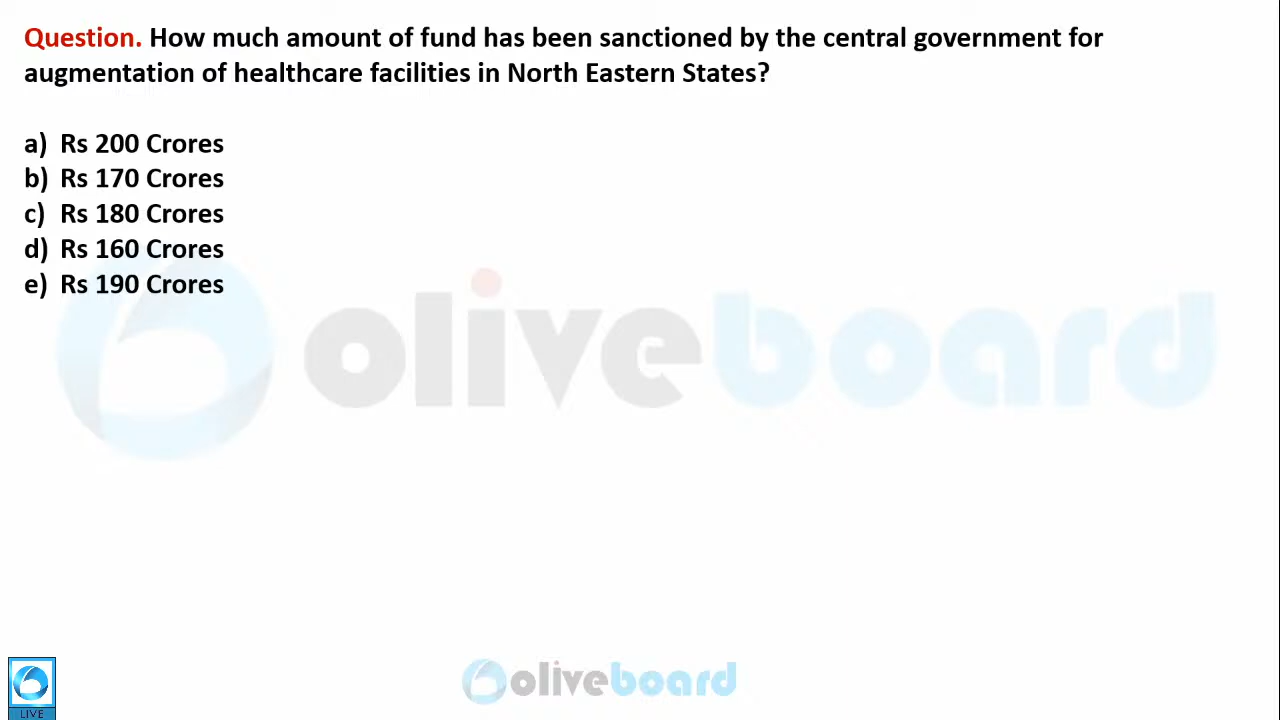 Question. How much amount of fund has been sanctioned by the central government for
augmentation of healthcare facilities in North Eastern States?
a) Rs 200 Crores
b) Rs 170 Crores
c) Rs 180 Crores
d) Rs 160 Crores
e) Rs 190 Crores
oliveboard
oliveboard
LIVE